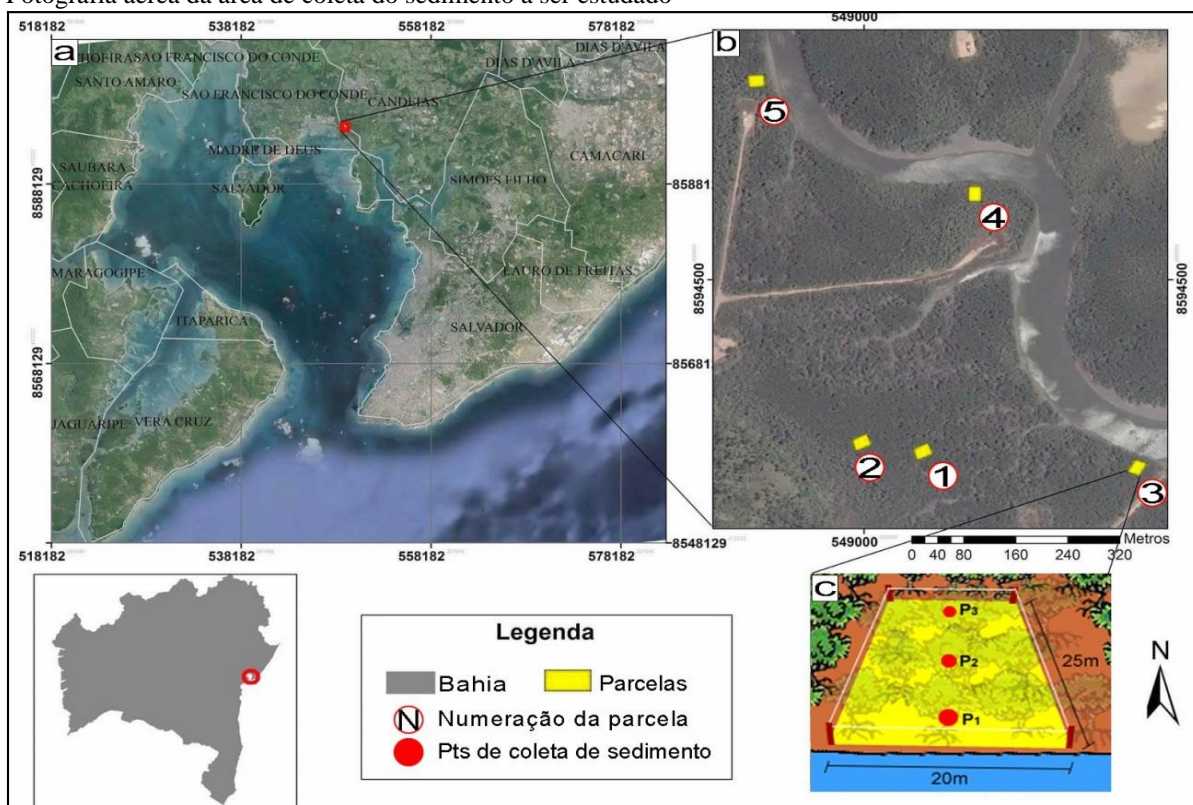 Fotografia aérea da área de coleta do sedimento a ser estudado
518182 538182 558182 578182
549000
a
CHOEIRA
SAO FRANCISCO DO CONDE
DIAS D'AVILA
DIAS D'AVILA
SANTO AMARO
SAO FRANCISCO DO CONDE
CANDEIAS
MADRE DE DEUS
SAUBARA
CACHOEIRA
SALVADOR
CAMACARI
SIMOES FILHO
MARAGOGIPE
LAURO DE FREITAS
ITAPARICA
SALVADOR
JAGUARIPE
VERA CRUZ
8588129
8568129
858812
856812
8548129
518182 538182 558182 578182
b
5
4
2
1
3
8594500
8594500
549000
Metros
0 40 80 160 240 320
Legenda
Bahia
Parcelas
N Numeração da parcela
Pts de coleta de sedimento
c
P3
P2
P1
25m
20m
N